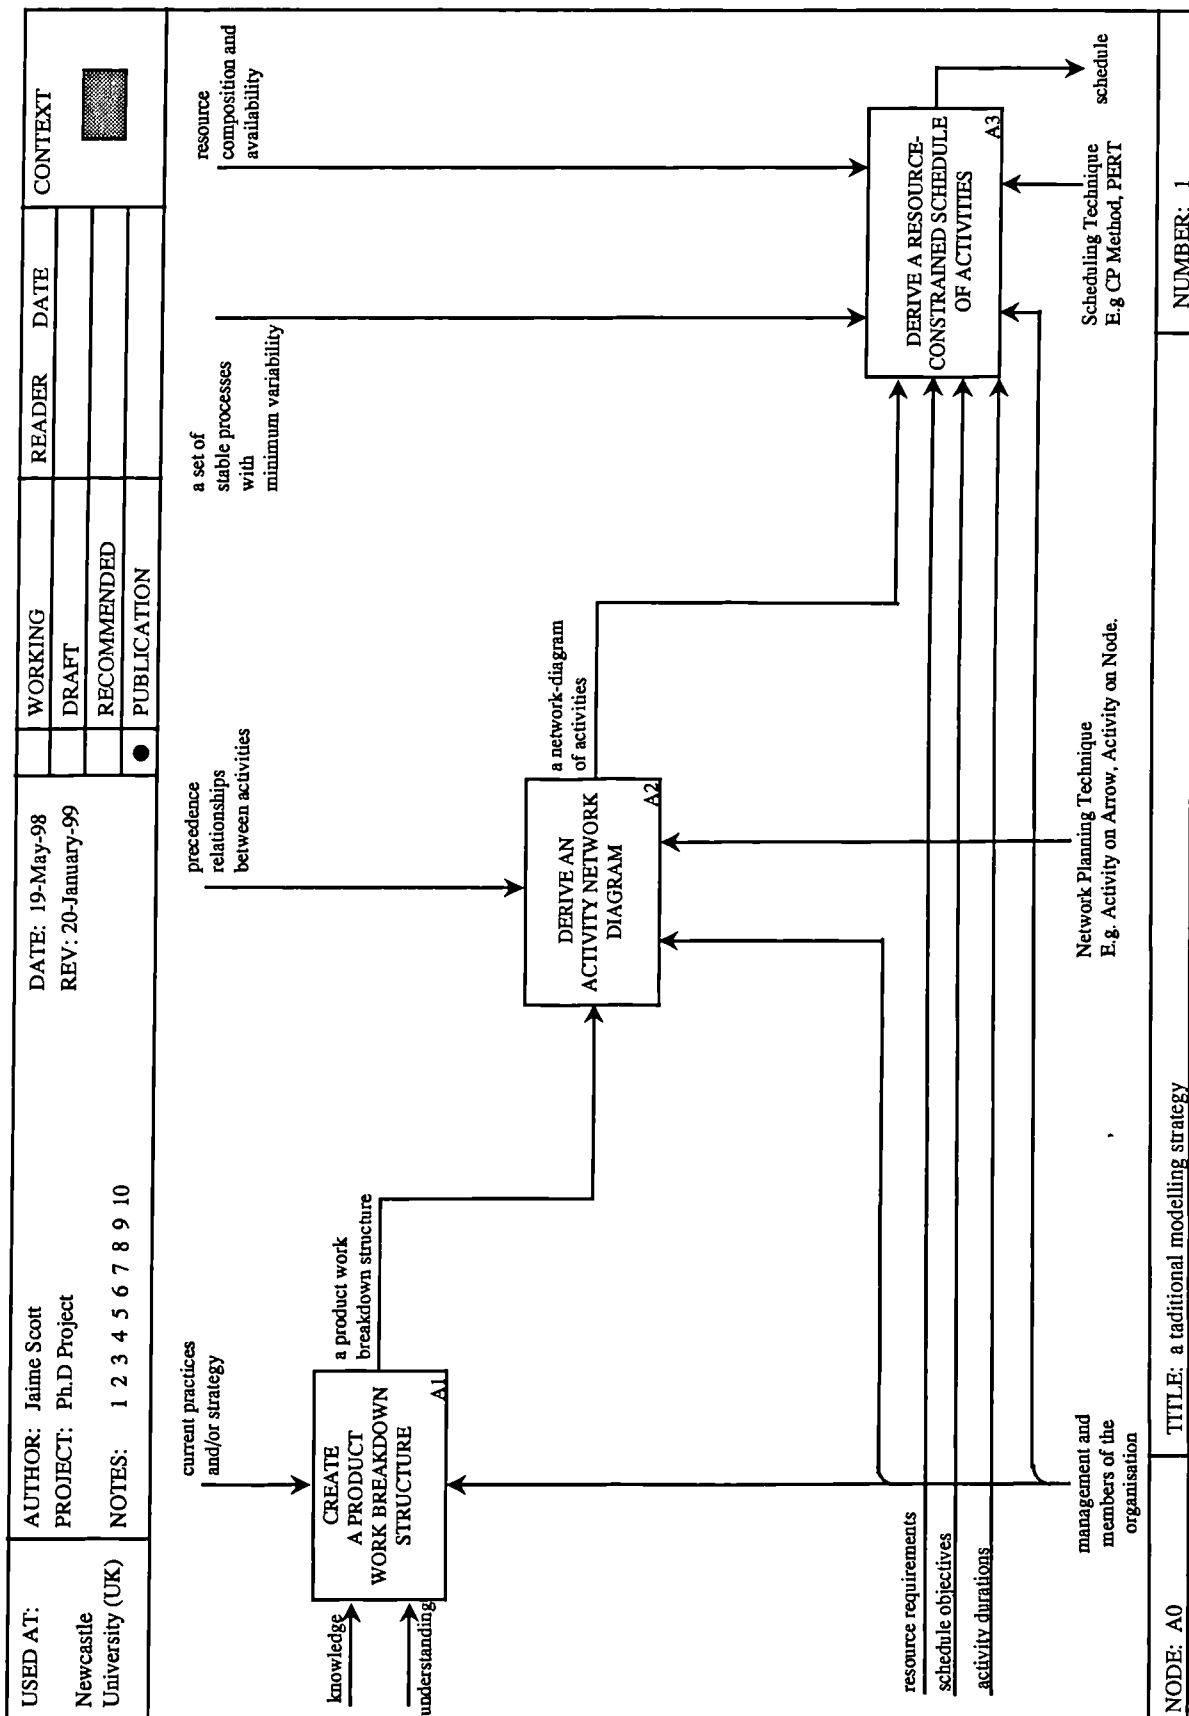 USED AT:
Newcastle
University (UK)
AUTHOR: Jaime Scott
PROJECT: Ph.D Project
NOTES: 1 2 3 4 5 6 7 8 9 10
DATE: 19-May-98
REV: 20-January-99
WORKING
DRAFT
RECOMMENDED
PUBLICATION
READER DATE
CONTEXT
current practices
and/or strategy
precedence
relationships
between activities
a set of
stable processes
with
minimum variability
resource
composition and
availability
knowledge
understanding
CREATE
A PRODUCT
WORK BREAKDOWN
STRUCTURE
A1
a product work
breakdown structure
DERIVE AN
ACTIVITY NETWORK
DIAGRAM
A2
a network-diagram
of activities
DERIVE A RESOURCE-
CONSTRAINED SCHEDULE
OF ACTIVITIES
A3
schedule
resource requirements
schedule objectives
activity durations
management and
members of the
organisation
Network Planning Technique
E.g. Activity on Arrow, Activity on Node.
Scheduling Technique
E.g CP Method, PERT
NODE: A0
TITLE: a taditional modelling strategy
NUMBER: 1